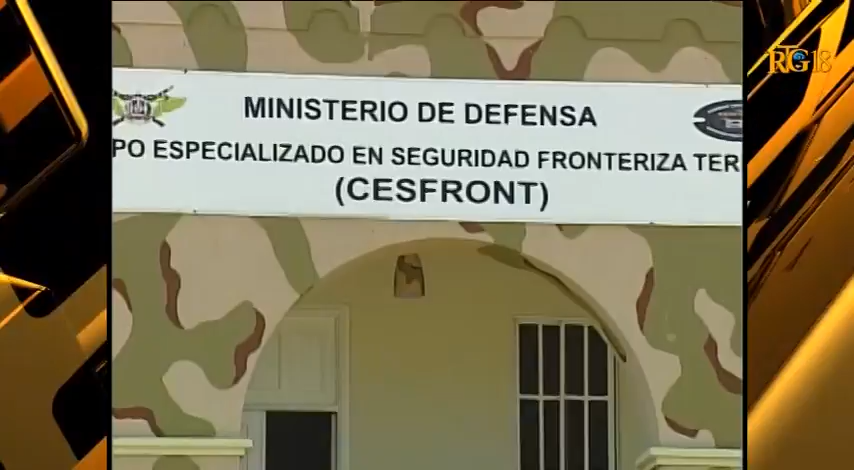 RTG18
MINISTERIO DE DEFENSA
PO ESPECIALIZADO EN SEGURIDAD FRONTERIZA TER
(CESFRONT)